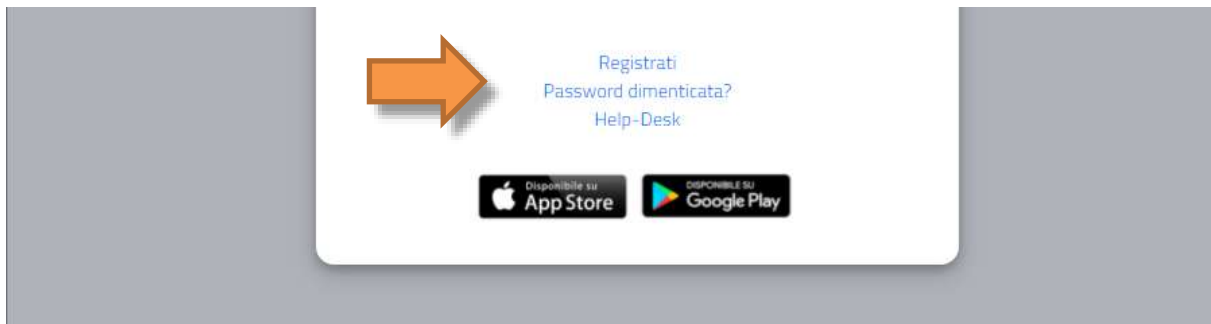 Registrati
Password dimenticata?
Help-Desk
Disponibile su
App Store
DISPONIBILE SU
Google Play